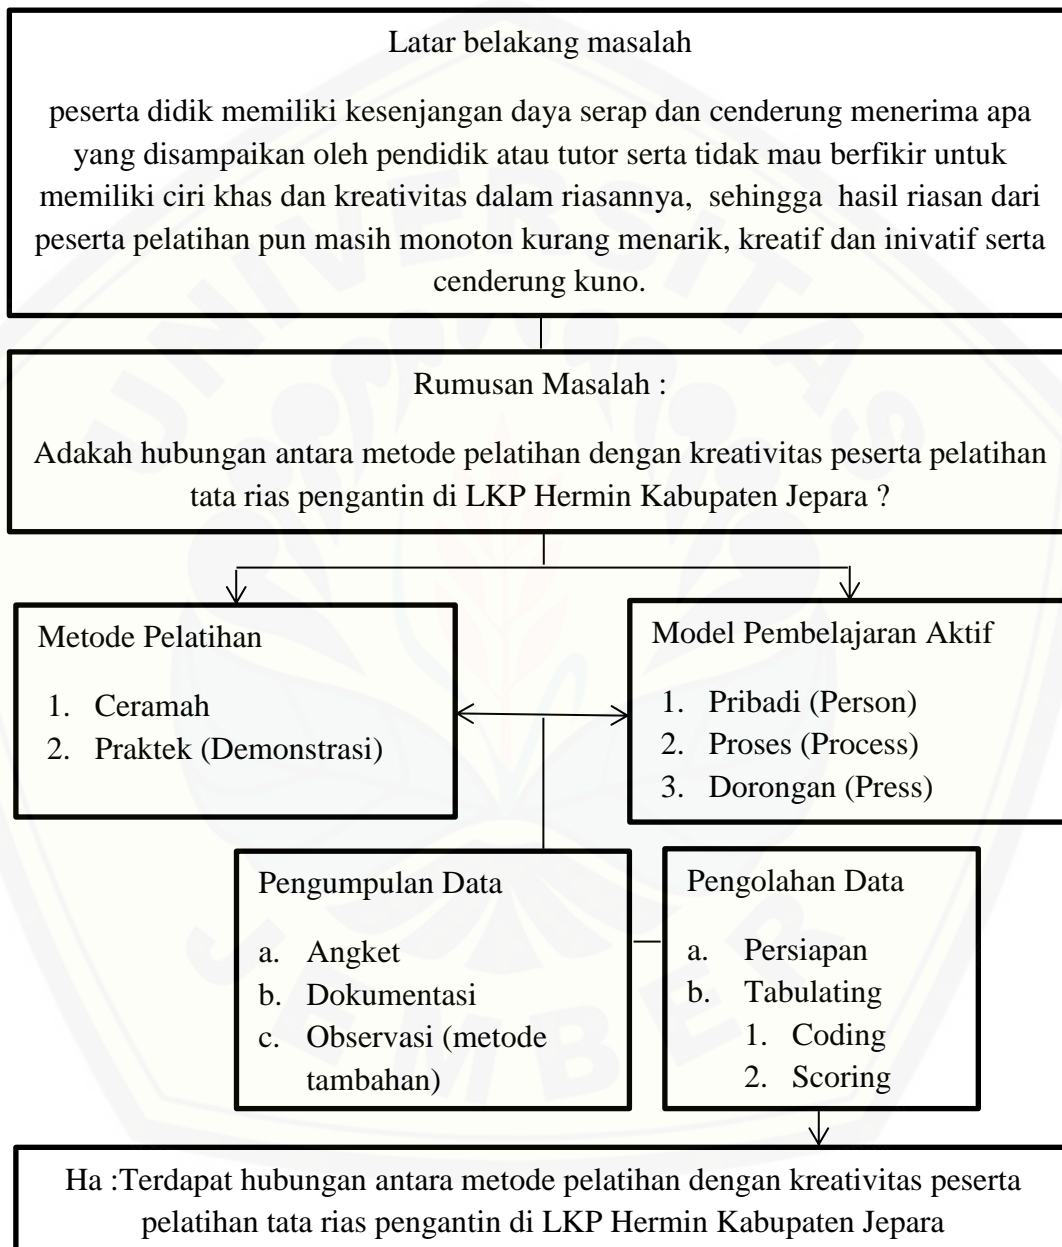 Latar belakang masalah
peserta didik memiliki kesenjangan daya serap dan cenderung menerima apa
yang disampaikan oleh pendidik atau tutor serta tidak mau berfikir untuk
memiliki ciri khas dan kreativitas dalam riasannya, sehingga hasil riasan dari
peserta pelatihan pun masih monoton kurang menarik, kreatif dan inivatif serta
cenderung kuno.
Rumusan Masalah :
Adakah hubungan antara metode pelatihan dengan kreativitas peserta pelatihan
tata rias pengantin di LKP Hermin Kabupaten Jepara ?
Metode Pelatihan
1. Ceramah
2. Praktek (Demonstrasi)
Model Pembelajaran Aktif
1. Pribadi (Person)
2. Proses (Process)
3. Dorongan (Press)
Pengumpulan Data
a. Angket
b. Dokumentasi
c. Observasi (metode
tambahan)
Pengolahan Data
a. Persiapan
b. Tabulating
1. Coding
2. Scoring
Ha :Terdapat hubungan antara metode pelatihan dengan kreativitas peserta
pelatihan tata rias pengantin di LKP Hermin Kabupaten Jepara
UNIVERSITAS
JEMBER